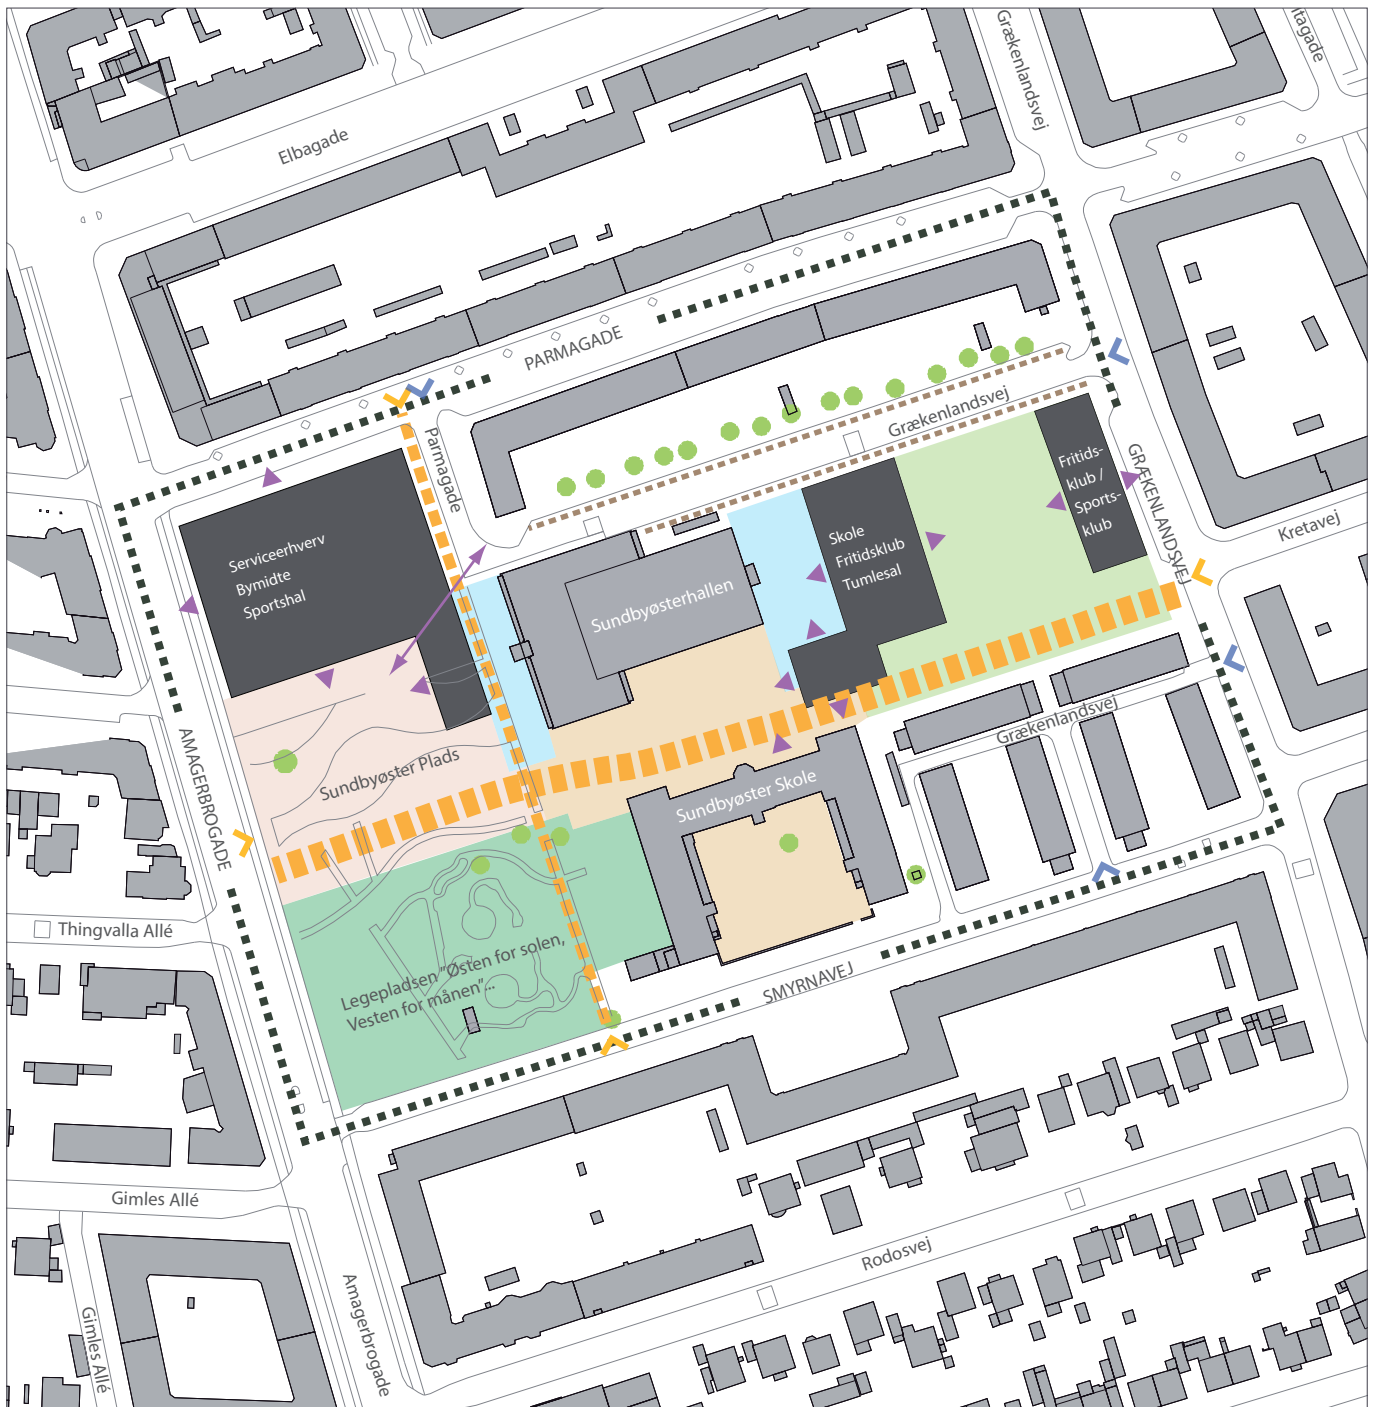 Elbagade
Grækenlandsvej
PARMAGADE
Parmagade
Grækenlandsvej
GRÆKENLANDSVEJ
Kretavej
Fritids-
klub /
Sports-
klub
Serviceerhverv
Bymidte
Sportshal
Skole
Fritidsklub
Tumlesal
Sundbyøsterhallen
Grækenlandsvej
AMAGERBROGADE
Sundbyøster Plads
Sundbyøster Skole
Thingvalla Allé
Legepladsen "Østen for solen,
Vesten for månen"...
SMYRNAVEJ
Gimles Allé
Rodosvej
Gimles Allé
Amagerbrogade